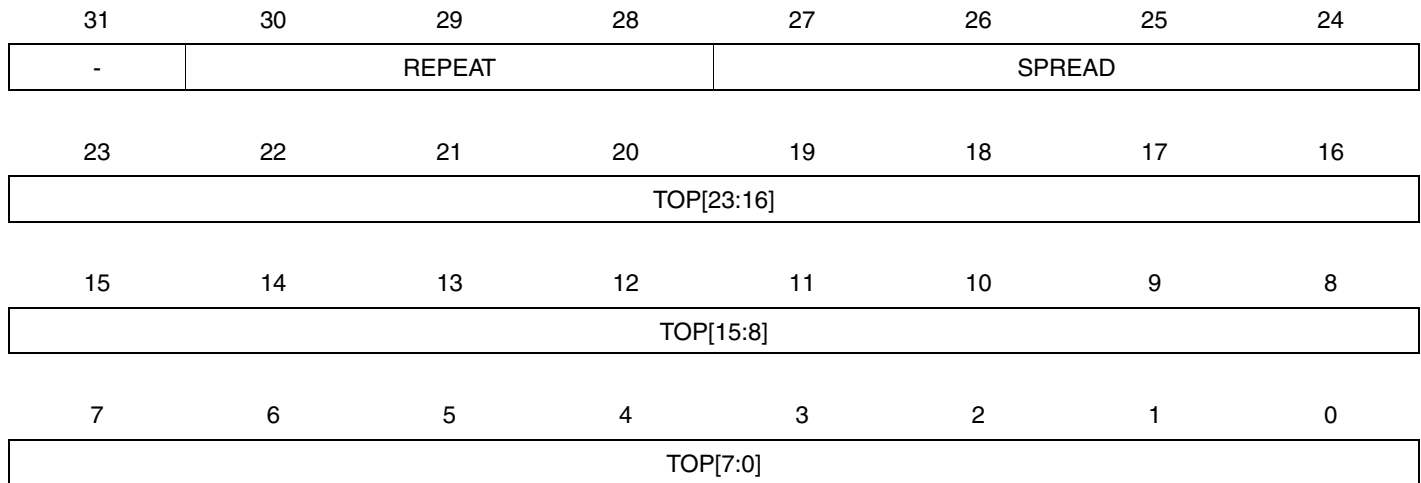 31 30 29 28 27 26 25 24
- REPEAT SPREAD
23 22 21 20 19 18 17 16
TOP[23:16]
15 14 13 12 11 10 9 8
TOP[15:8]
7 6 5 4 3 2 1 0
TOP[7:0]